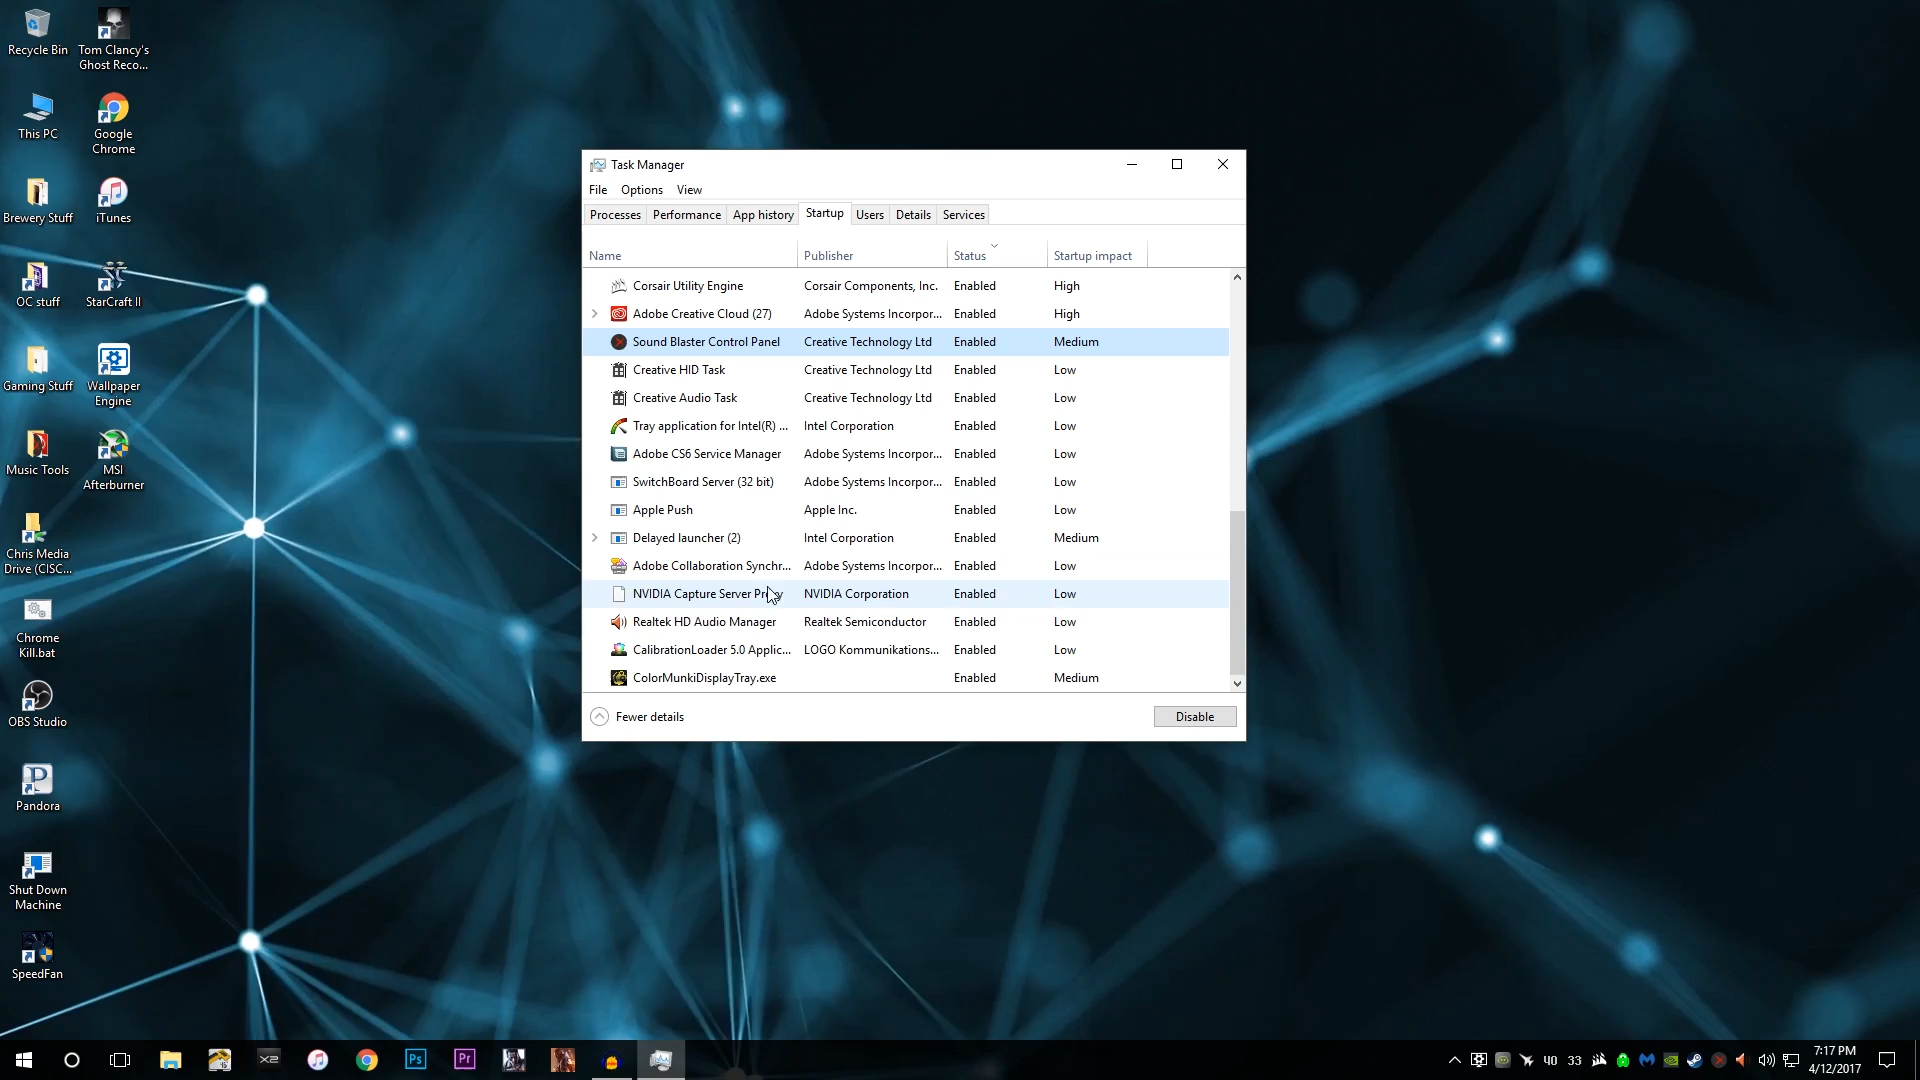 Recycle Bin
Tom Clancy's
Ghost Reco...
This PC
Google
Chrome
Brewery Stuff
iTunes
OC stuff
StarCraft II
Gaming Stuff
Wallpaper
Engine
Music Tools
MSI
Afterburner
Chris Media
Drive (CISC...
Chrome
Kill.bat
OBS Studio
Pandora
Shut Down
Machine
SpeedFan
Task Manager
File Options View
Processes Performance App history Startup Users Details Services
Name Publisher Status Startup impact
Corsair Utility Engine Corsair Components, Inc. Enabled High
Adobe Creative Cloud (27) Adobe Systems Incorpor... Enabled High
Sound Blaster Control Panel Creative Technology Ltd Enabled Medium
Creative HID Task Creative Technology Ltd Enabled Low
Creative Audio Task Creative Technology Ltd Enabled Low
Tray application for Intel(R) ... Intel Corporation Enabled Low
Adobe CS6 Service Manager Adobe Systems Incorpor... Enabled Low
SwitchBoard Server (32 bit) Adobe Systems Incorpor... Enabled Low
Apple Push Apple Inc. Enabled Low
Delayed launcher (2) Intel Corporation Enabled Medium
Adobe Collaboration Synchr... Adobe Systems Incorpor... Enabled Low
NVIDIA Capture Server Proxy NVIDIA Corporation Enabled Low
Realtek HD Audio Manager Realtek Semiconductor Enabled Low
CalibrationLoader 5.0 Applic... LOGO Kommunikations... Enabled Low
ColorMunkiDisplayTray.exe Enabled Medium
Fewer details Disable
X2 Ps Pr 40 33 7:17 PM
4/12/2017